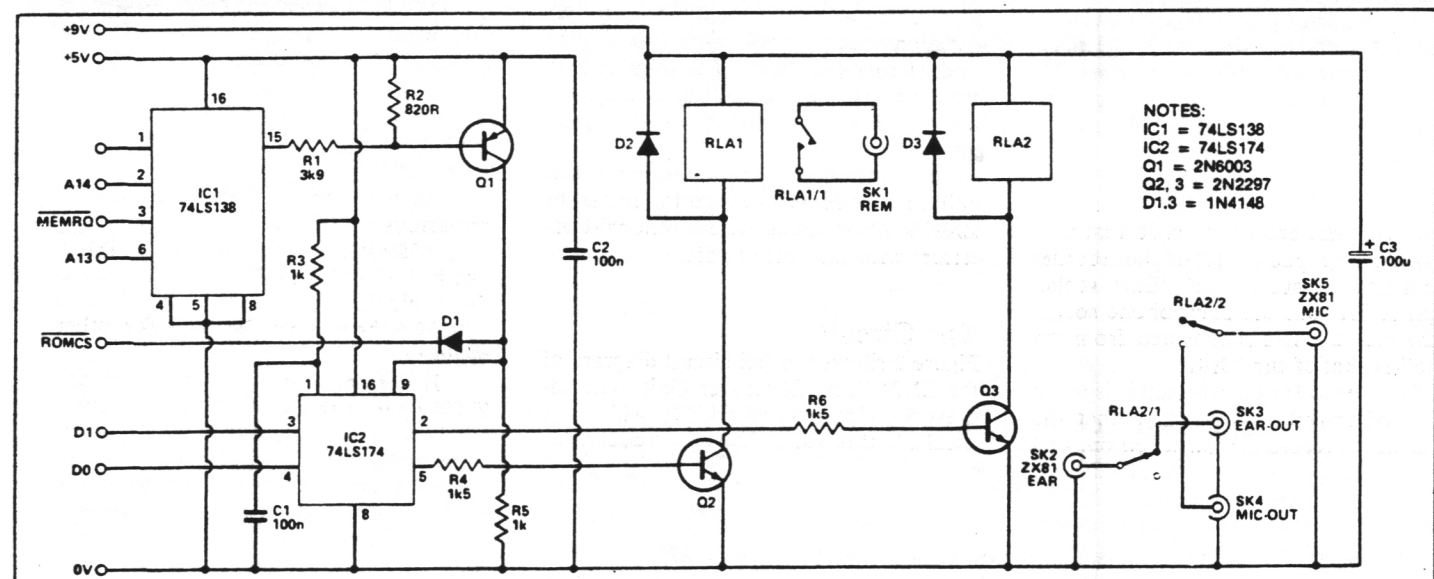 +9V
+5V
16
R2
820R
1
15
R1
3k9
Q1
A14
2
IC1
74LS138
MEMRQ
3
A13
6
4
5
8
R3
1k
C2
100n
D2
RLA1
RLA1/1
SK1
REM
D3
RLA2
NOTES:
IC1 = 74LS138
IC2 = 74LS174
Q1 = 2N6003
Q2, 3 = 2N2297
D1.3 = 1N4148
+
C3
100u
ROMCS
D1
1
16
9
D1
3
IC2
74LS174
2
D0
4
5
R4
1k5
8
C1
100n
R5
1k
Q2
R6
1k5
Q3
RLA2/2
SK5
ZX81
MIC
RLA2/1
SK3
EAR-OUT
SK2
ZX81
EAR
SK4
MIC-OUT
0V